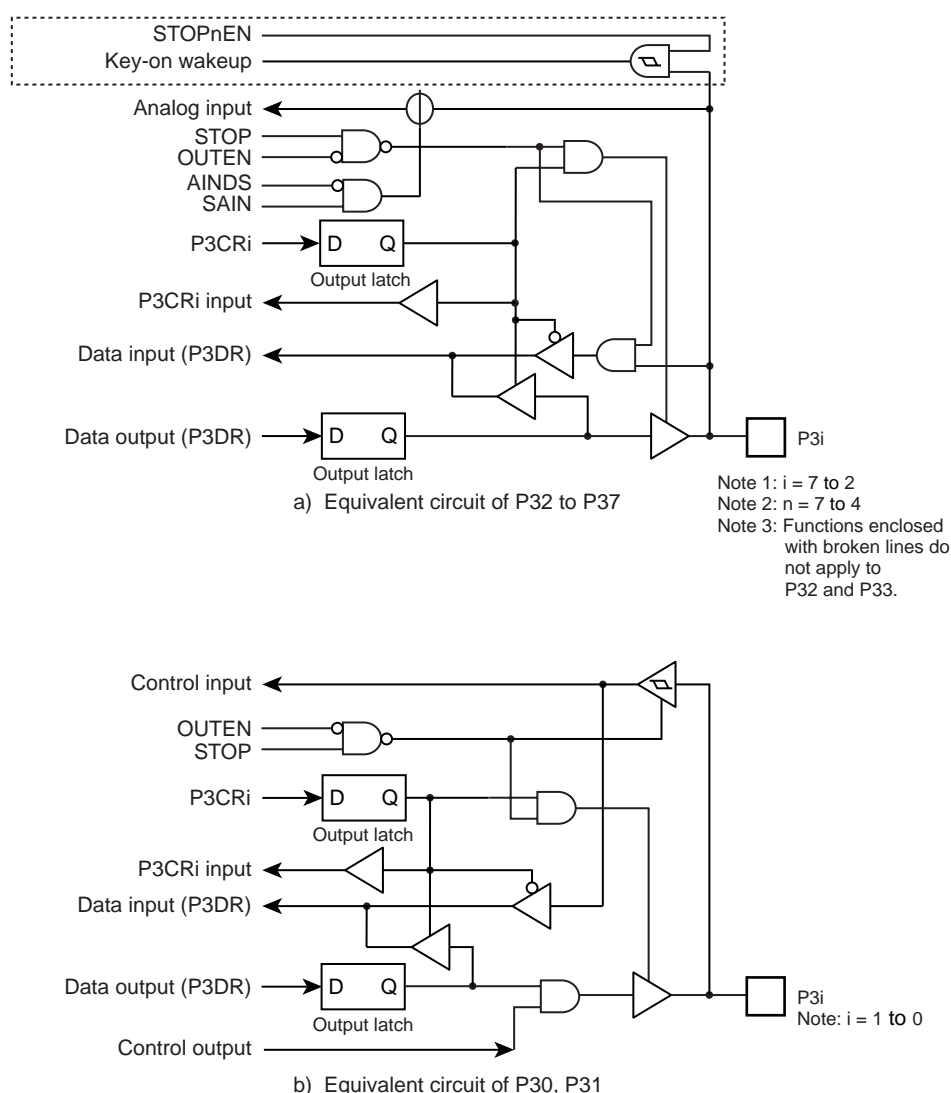 STOPnEN
Key-on wakeup
Analog input
STOP
OUTEN
AINDS
SAIN
P3CRi
D Q
Output latch
P3CRi input
Data input (P3DR)
Data output (P3DR)
D Q
Output latch
P3i
a) Equivalent circuit of P32 to P37
Note 1: i = 7 to 2
Note 2: n = 7 to 4
Note 3: Functions enclosed
with broken lines do
not apply to
P32 and P33.
Control input
OUTEN
STOP
P3CRi
D Q
Output latch
P3CRi input
Data input (P3DR)
Data output (P3DR)
D Q
Output latch
Control output
P3i
Note: i = 1 to 0
b) Equivalent circuit of P30, P31